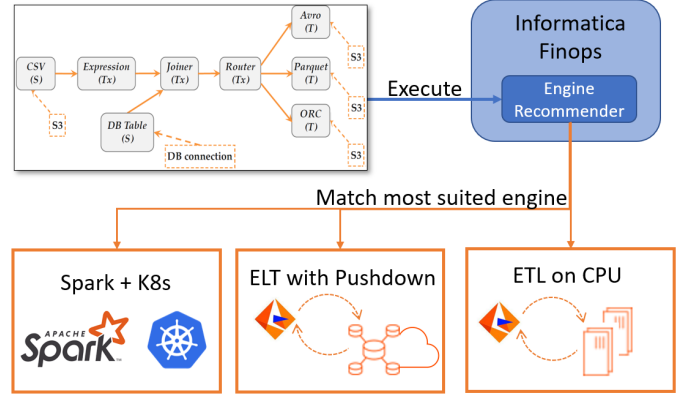 Avro
(T)
S3
CSV
(S)
Expression
(Tx)
Joiner
(Tx)
Router
(Tx)
Parquet
(T)
S3
S3
DB Table
(S)
ORC
(T)
DB connection
S3
Execute
Informatica
Finops
Engine
Recommender
Match most suited engine
Spark + K8s
APACHE
Spark™
ELT with Pushdown
ETL on CPU